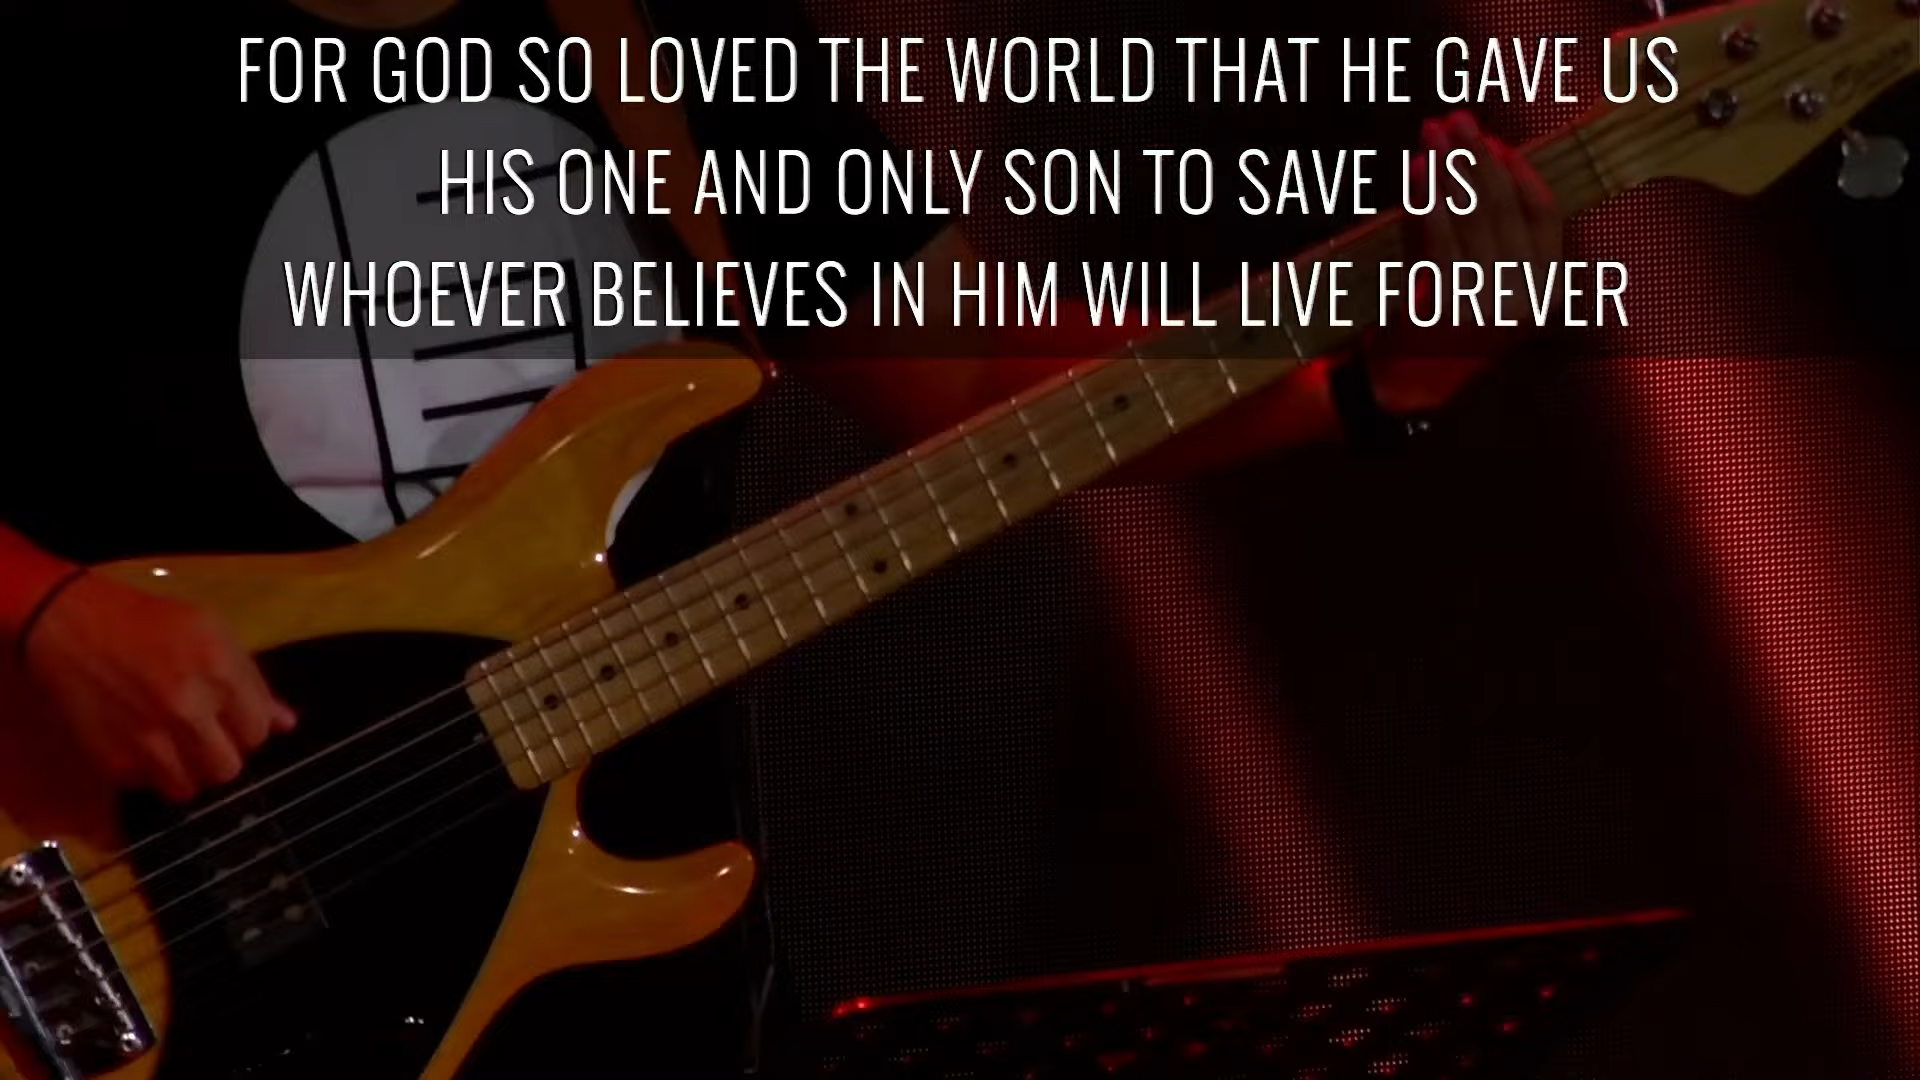 FOR GOD SO LOVED THE WORLD THAT HE GAVE US
HIS ONE AND ONLY SON TO SAVE US
WHOEVER BELIEVES IN HIM WILL LIVE FOREVER